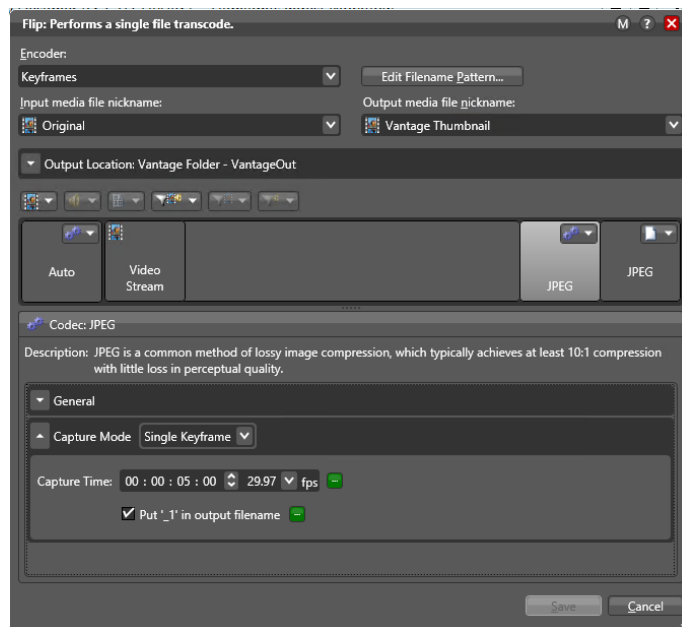 Flip: Performs a single file transcode.
M ? X
Encoder:
Keyframes
Edit Filename Pattern...
Input media file nickname:
Output media file nickname:
Original
Vantage Thumbnail
Output Location: Vantage Folder - VantageOut
Auto
Video
Stream
JPEG
JPEG
Codec: JPEG
Description: JPEG is a common method of lossy image compression, which typically achieves at least 10:1 compression
with little loss in perceptual quality.
General
Capture Mode Single Keyframe
Capture Time: 00 : 00 : 05 : 00 29.97 fps
Put '_1' in output filename
Save Cancel